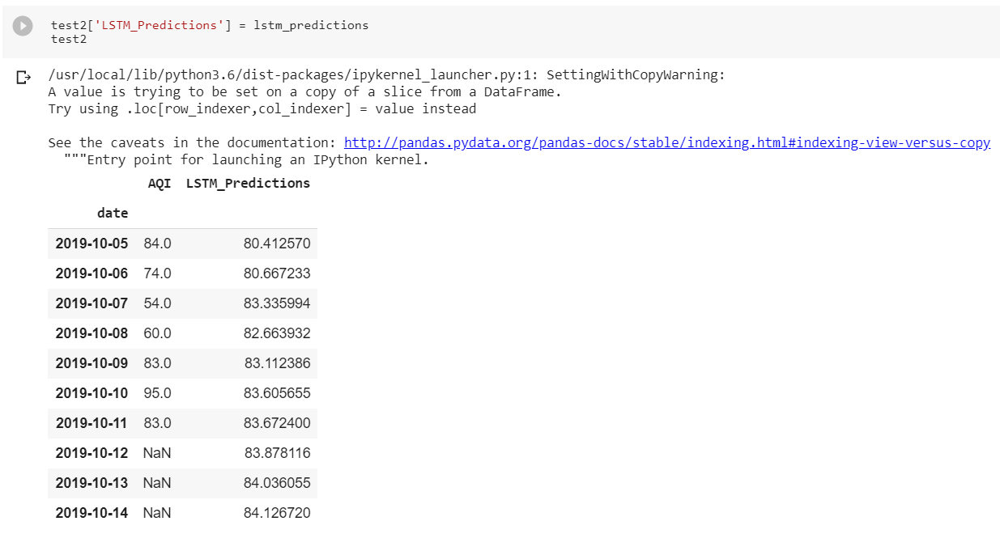 test2['LSTM_Predictions'] = lstm_predictions
test2
/usr/local/lib/python3.6/dist-packages/ipykernel_launcher.py:1: SettingWithCopyWarning:
A value is trying to be set on a copy of a slice from a DataFrame.
Try using .loc[row_indexer,col_indexer] = value instead
See the caveats in the documentation: http://pandas.pydata.org/pandas-docs/stable/indexing.html#indexing-view-versus-copy
"""Entry point for launching an IPython kernel.
AQI LSTM_Predictions
date
2019-10-05 84.0 80.412570
2019-10-06 74.0 80.667233
2019-10-07 54.0 83.335994
2019-10-08 60.0 82.663932
2019-10-09 83.0 83.112386
2019-10-10 95.0 83.605655
2019-10-11 83.0 83.672400
2019-10-12 NaN 83.878116
2019-10-13 NaN 84.036055
2019-10-14 NaN 84.126720